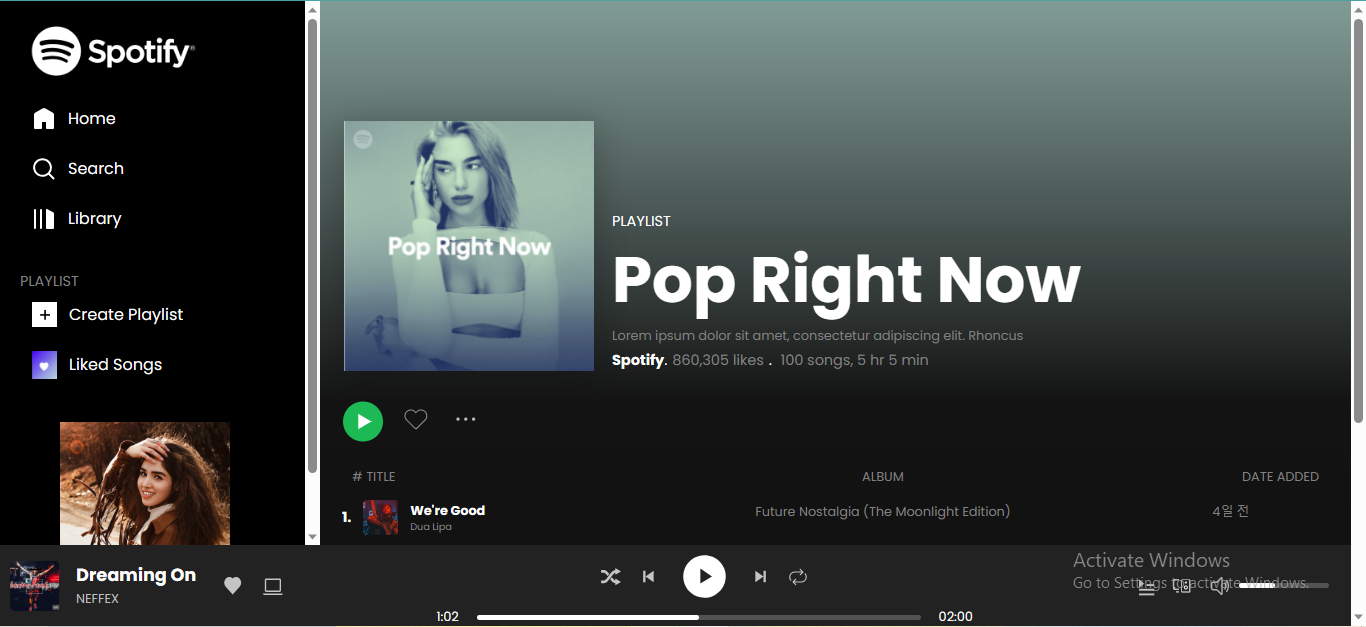 Spotify®
Home
Search
Library
PLAYLIST
Create Playlist
Liked Songs
Pop Right Now
PLAYLIST
Pop Right Now
Lorem ipsum dolor sit amet, consectetur adipiscing elit. Rhoncus
Spotify. 860,305 likes . 100 songs, 5 hr 5 min
# TITLE ALBUM DATE ADDED
1. We're Good Future Nostalgia (The Moonlight Edition) 4일 전
Dua Lipa
Dreaming On
NEFFEX
1:02 02:00
Activate Windows
Go to Settings to activate Windows.